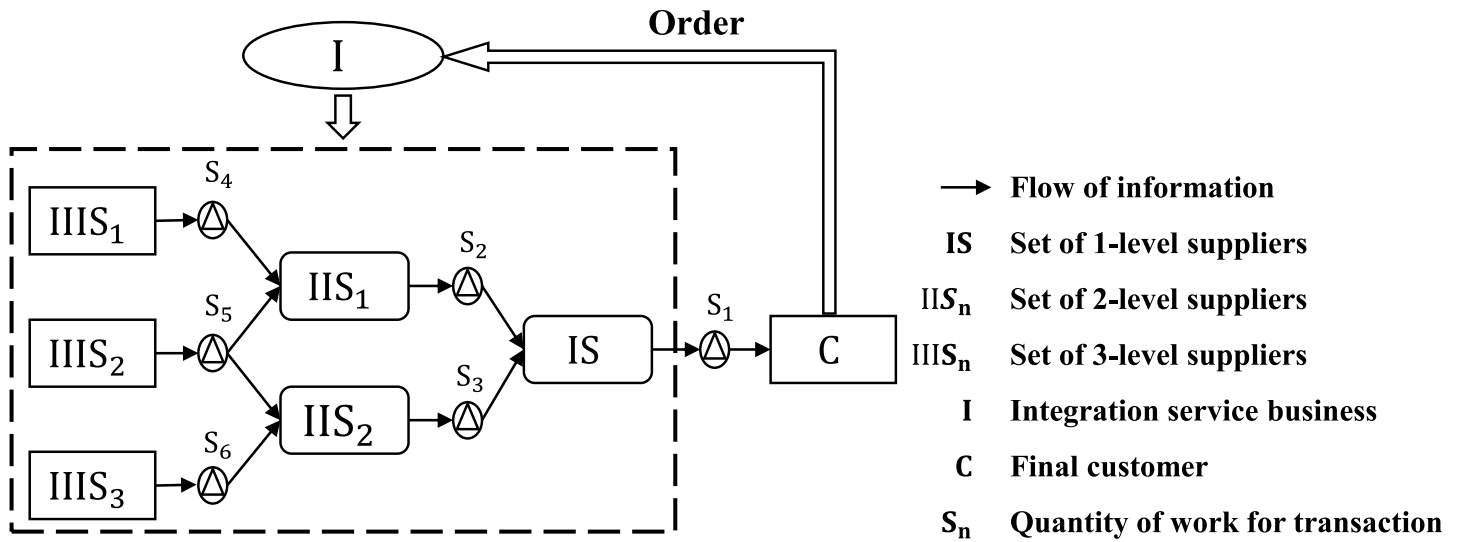 Order
I
S₄
IIIS₁
S₂
IIS₁
S₅
S₁
IIIS₂
IS
C
S₃
IIS₂
S₆
IIIS₃
Flow of information
IS Set of 1-level suppliers
IISₙ Set of 2-level suppliers
IIISₙ Set of 3-level suppliers
I Integration service business
C Final customer
Sₙ Quantity of work for transaction